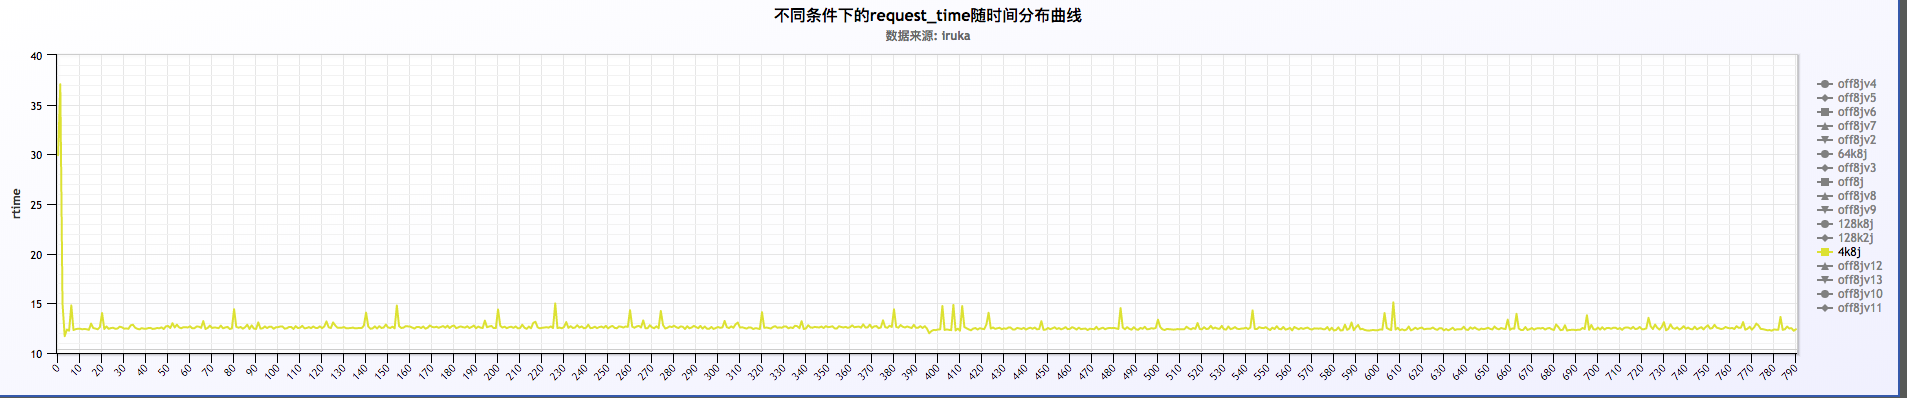 不同条件下的request_time随时间分布曲线
数据来源: iruka
rtime
40
35
30
25
20
15
10
0 10 20 30 40 50 60 70 80 90 100 110 120 130 140 150 160 170 180 190 200 210 220 230 240 250 260 270 280 290 300 310 320 330 340 350 360 370 380 390 400 410 420 430 440 450 460 470 480 490 500 510 520 530 540 550 560 570 580 590 600 610 620 630 640 650 660 670 680 690 700 710 720 730 740 750 760 770 780 790
off8jv4
off8jv5
off8jv6
off8jv7
off8jv2
64k8j
off8jv3
off8j
off8jv8
off8jv9
128k8j
128k2j
4k8j
off8jv12
off8jv13
off8jv10
off8jv11